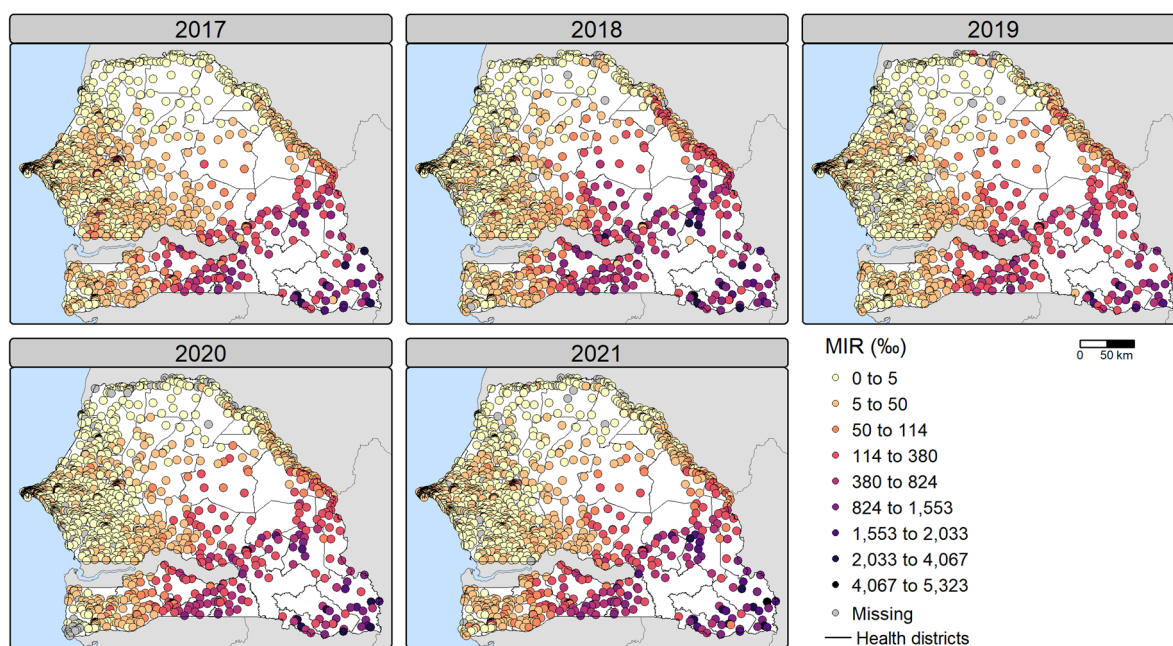 2017
2018
2019
2020
2021
MIR (‰)
0 50 km
0 to 5
5 to 50
50 to 114
114 to 380
380 to 824
824 to 1,553
1,553 to 2,033
2,033 to 4,067
4,067 to 5,323
Missing
Health districts